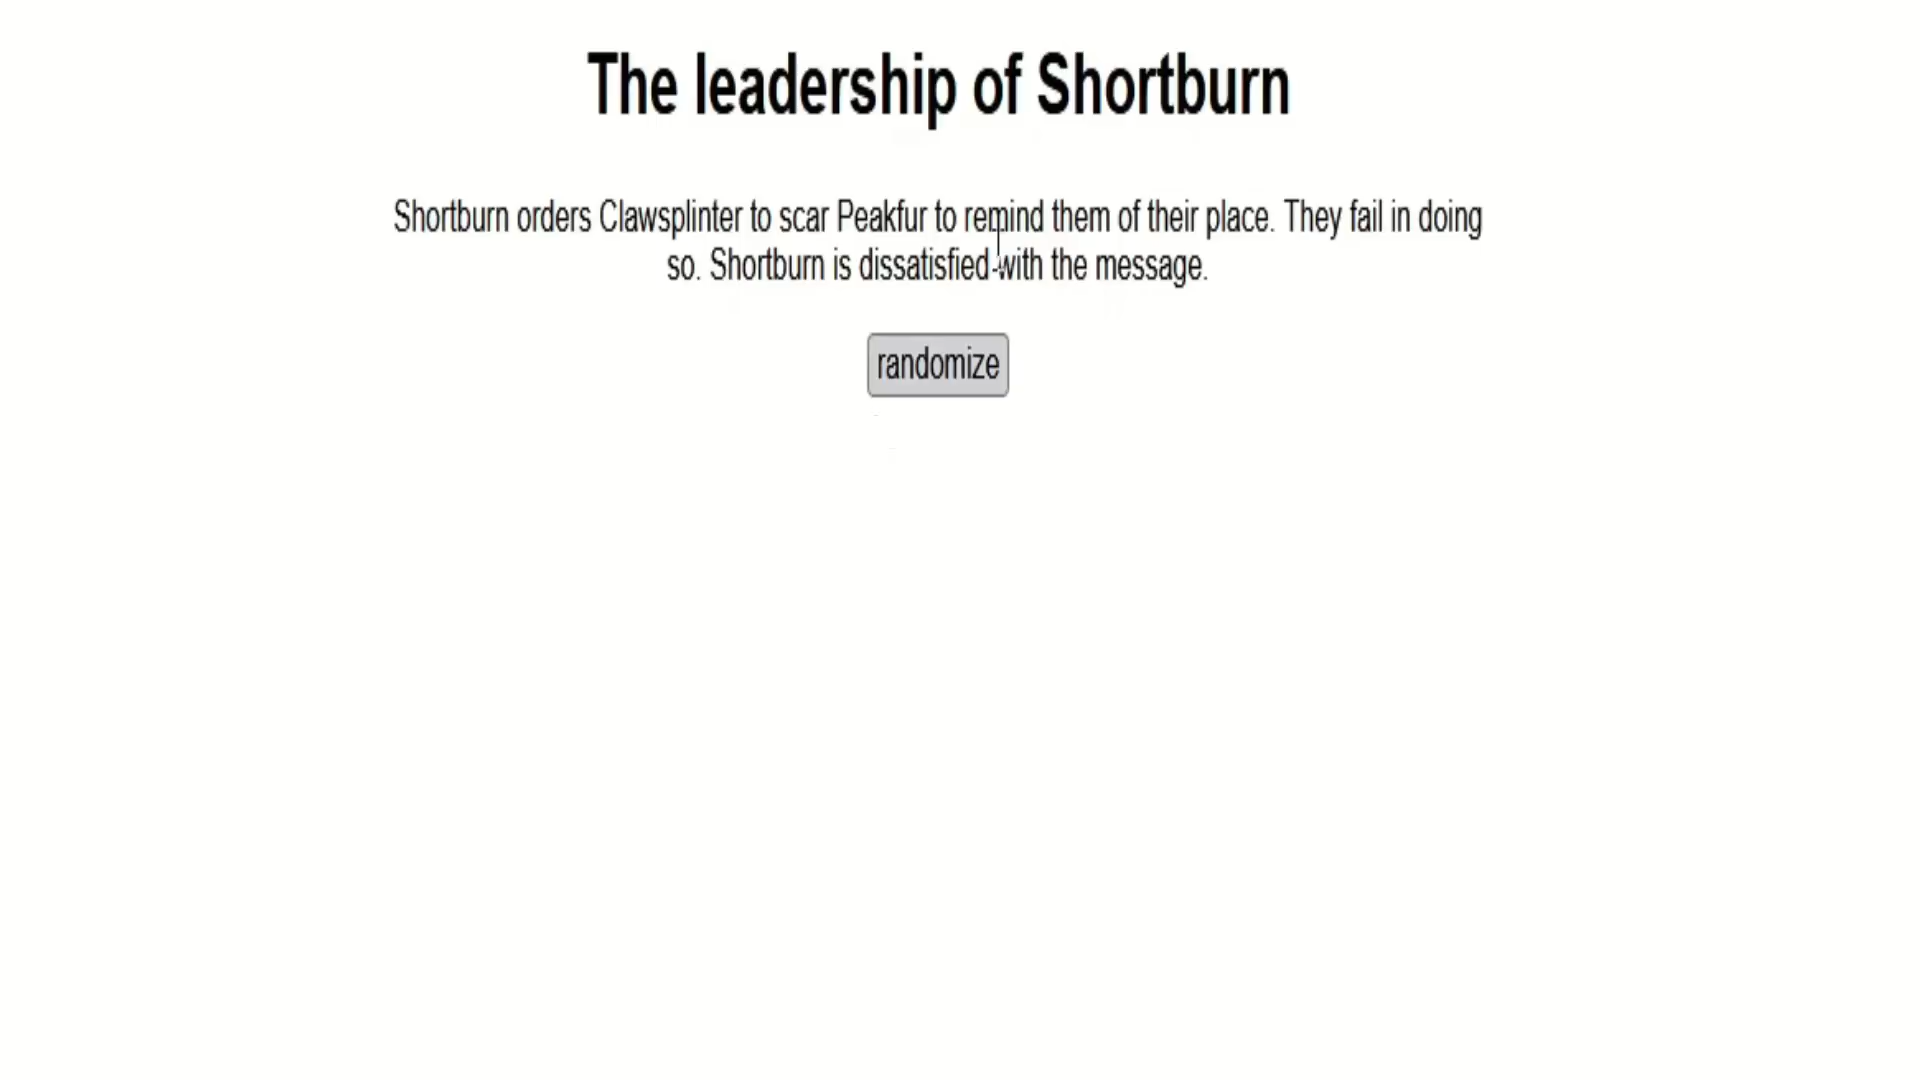 The leadership of Shortburn
Shortburn orders Clawsplinter to scar Peakfur to remind them of their place. They fail in doing
so. Shortburn is dissatisfied with the message.
randomize